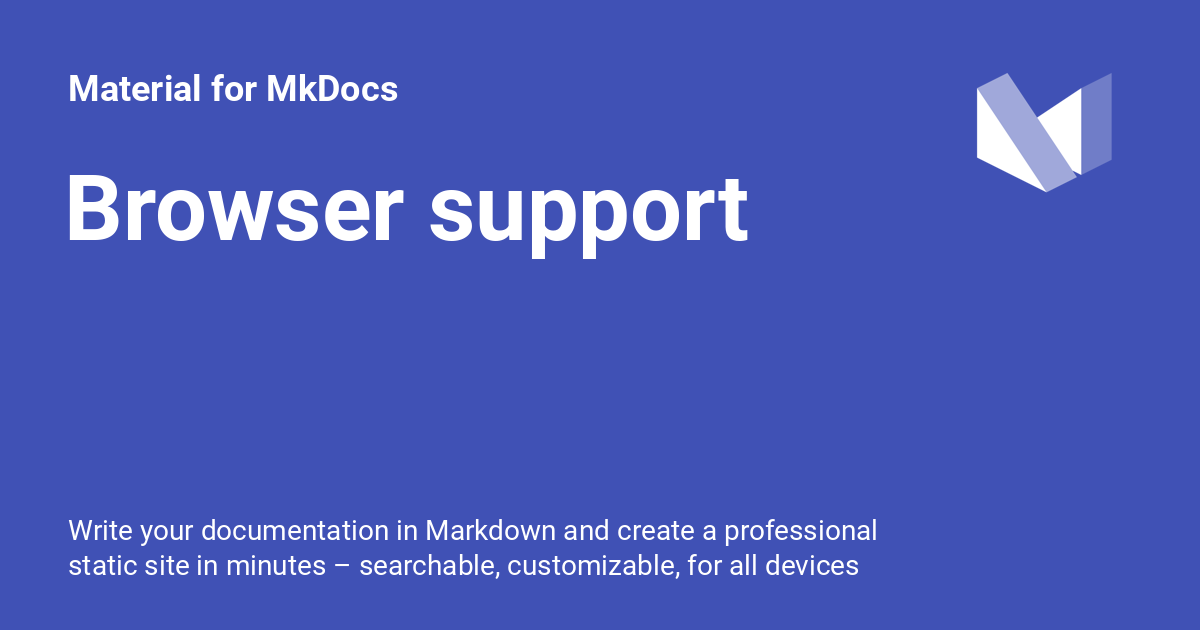 Material for MkDocs
Browser support
Write your documentation in Markdown and create a professional
static site in minutes – searchable, customizable, for all devices